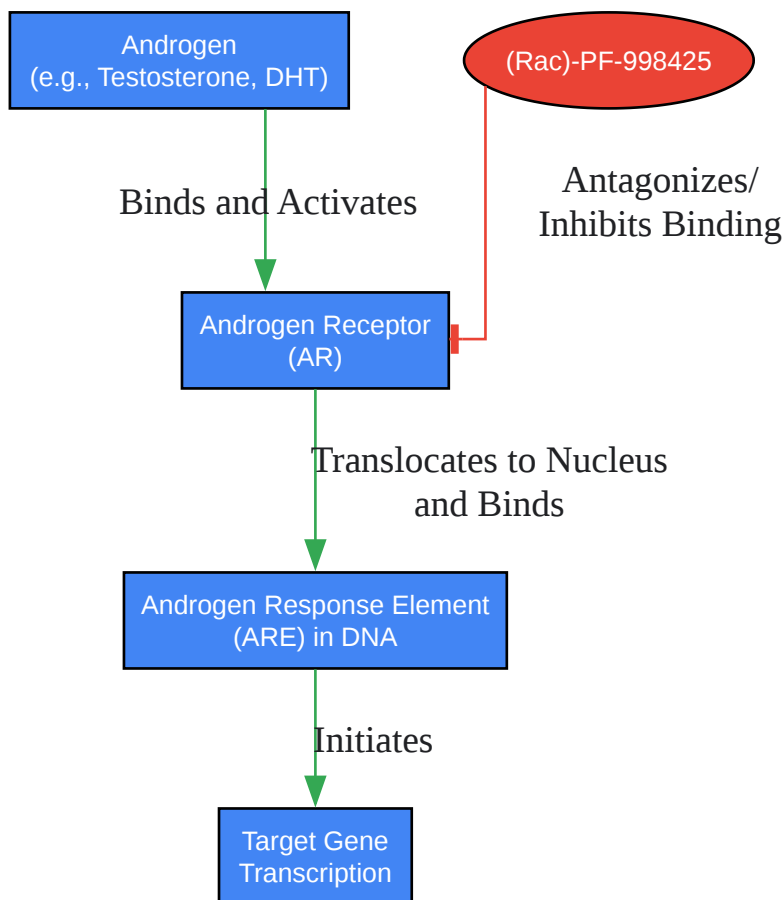 Androgen
(e.g., Testosterone, DHT)
(Rac)-PF-998425
Binds and Activates
Antagonizes/
Inhibits Binding
Androgen Receptor
(AR)
Translocates to Nucleus
and Binds
Androgen Response Element
(ARE) in DNA
Initiates
Target Gene
Transcription